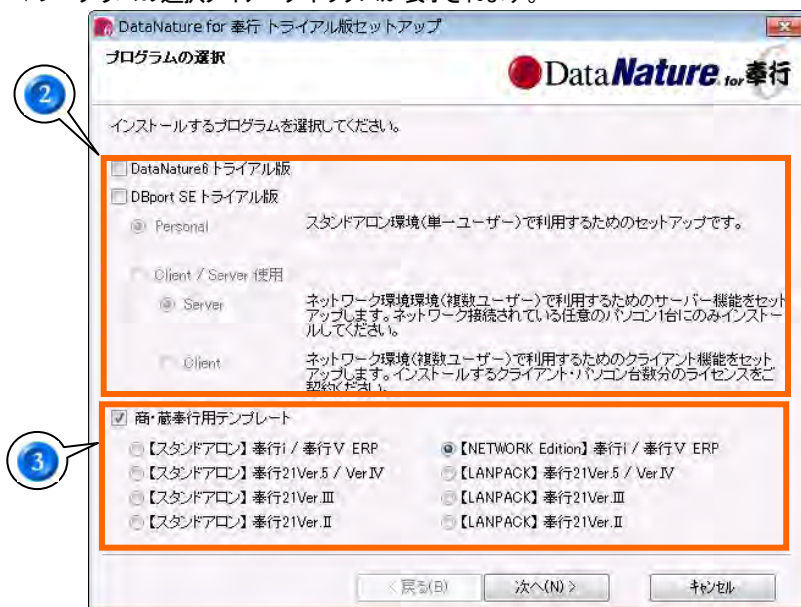 DataNature for 奉行 トライアル版セットアップ
プログラムの選択
DataNature for 奉行
2
インストールするプログラムを選択してください。
DataNature6トライアル版
DBport SEトライアル版
Personal
スタンドアロン環境(単一ユーザー)で利用するためのセットアップです。
Client / Server 使用
Server
ネットワーク環境環境(複数ユーザー)で利用するためのサーバー機能をセット
アップします。ネットワーク接続されている任意のパソコン1台にのみインストー
ルしてください。
Client
ネットワーク環境(複数ユーザー)で利用するためのクライアント機能をセット
アップします。インストールするクライアント・パソコン台数分のライセンスをご
契約ください。
3
商・蔵奉行用テンプレート
【スタンドアロン】奉行i / 奉行V ERP
【NETWORK Edition】奉行i / 奉行V ERP
【スタンドアロン】奉行21Ver.5 / VerⅣ
【LANPACK】奉行21Ver.5 / VerⅣ
【スタンドアロン】奉行21Ver.Ⅲ
【LANPACK】奉行21Ver.Ⅲ
【スタンドアロン】奉行21Ver.Ⅱ
【LANPACK】奉行21Ver.Ⅱ
< 戻る(B)
次へ(N) >
キャンセル